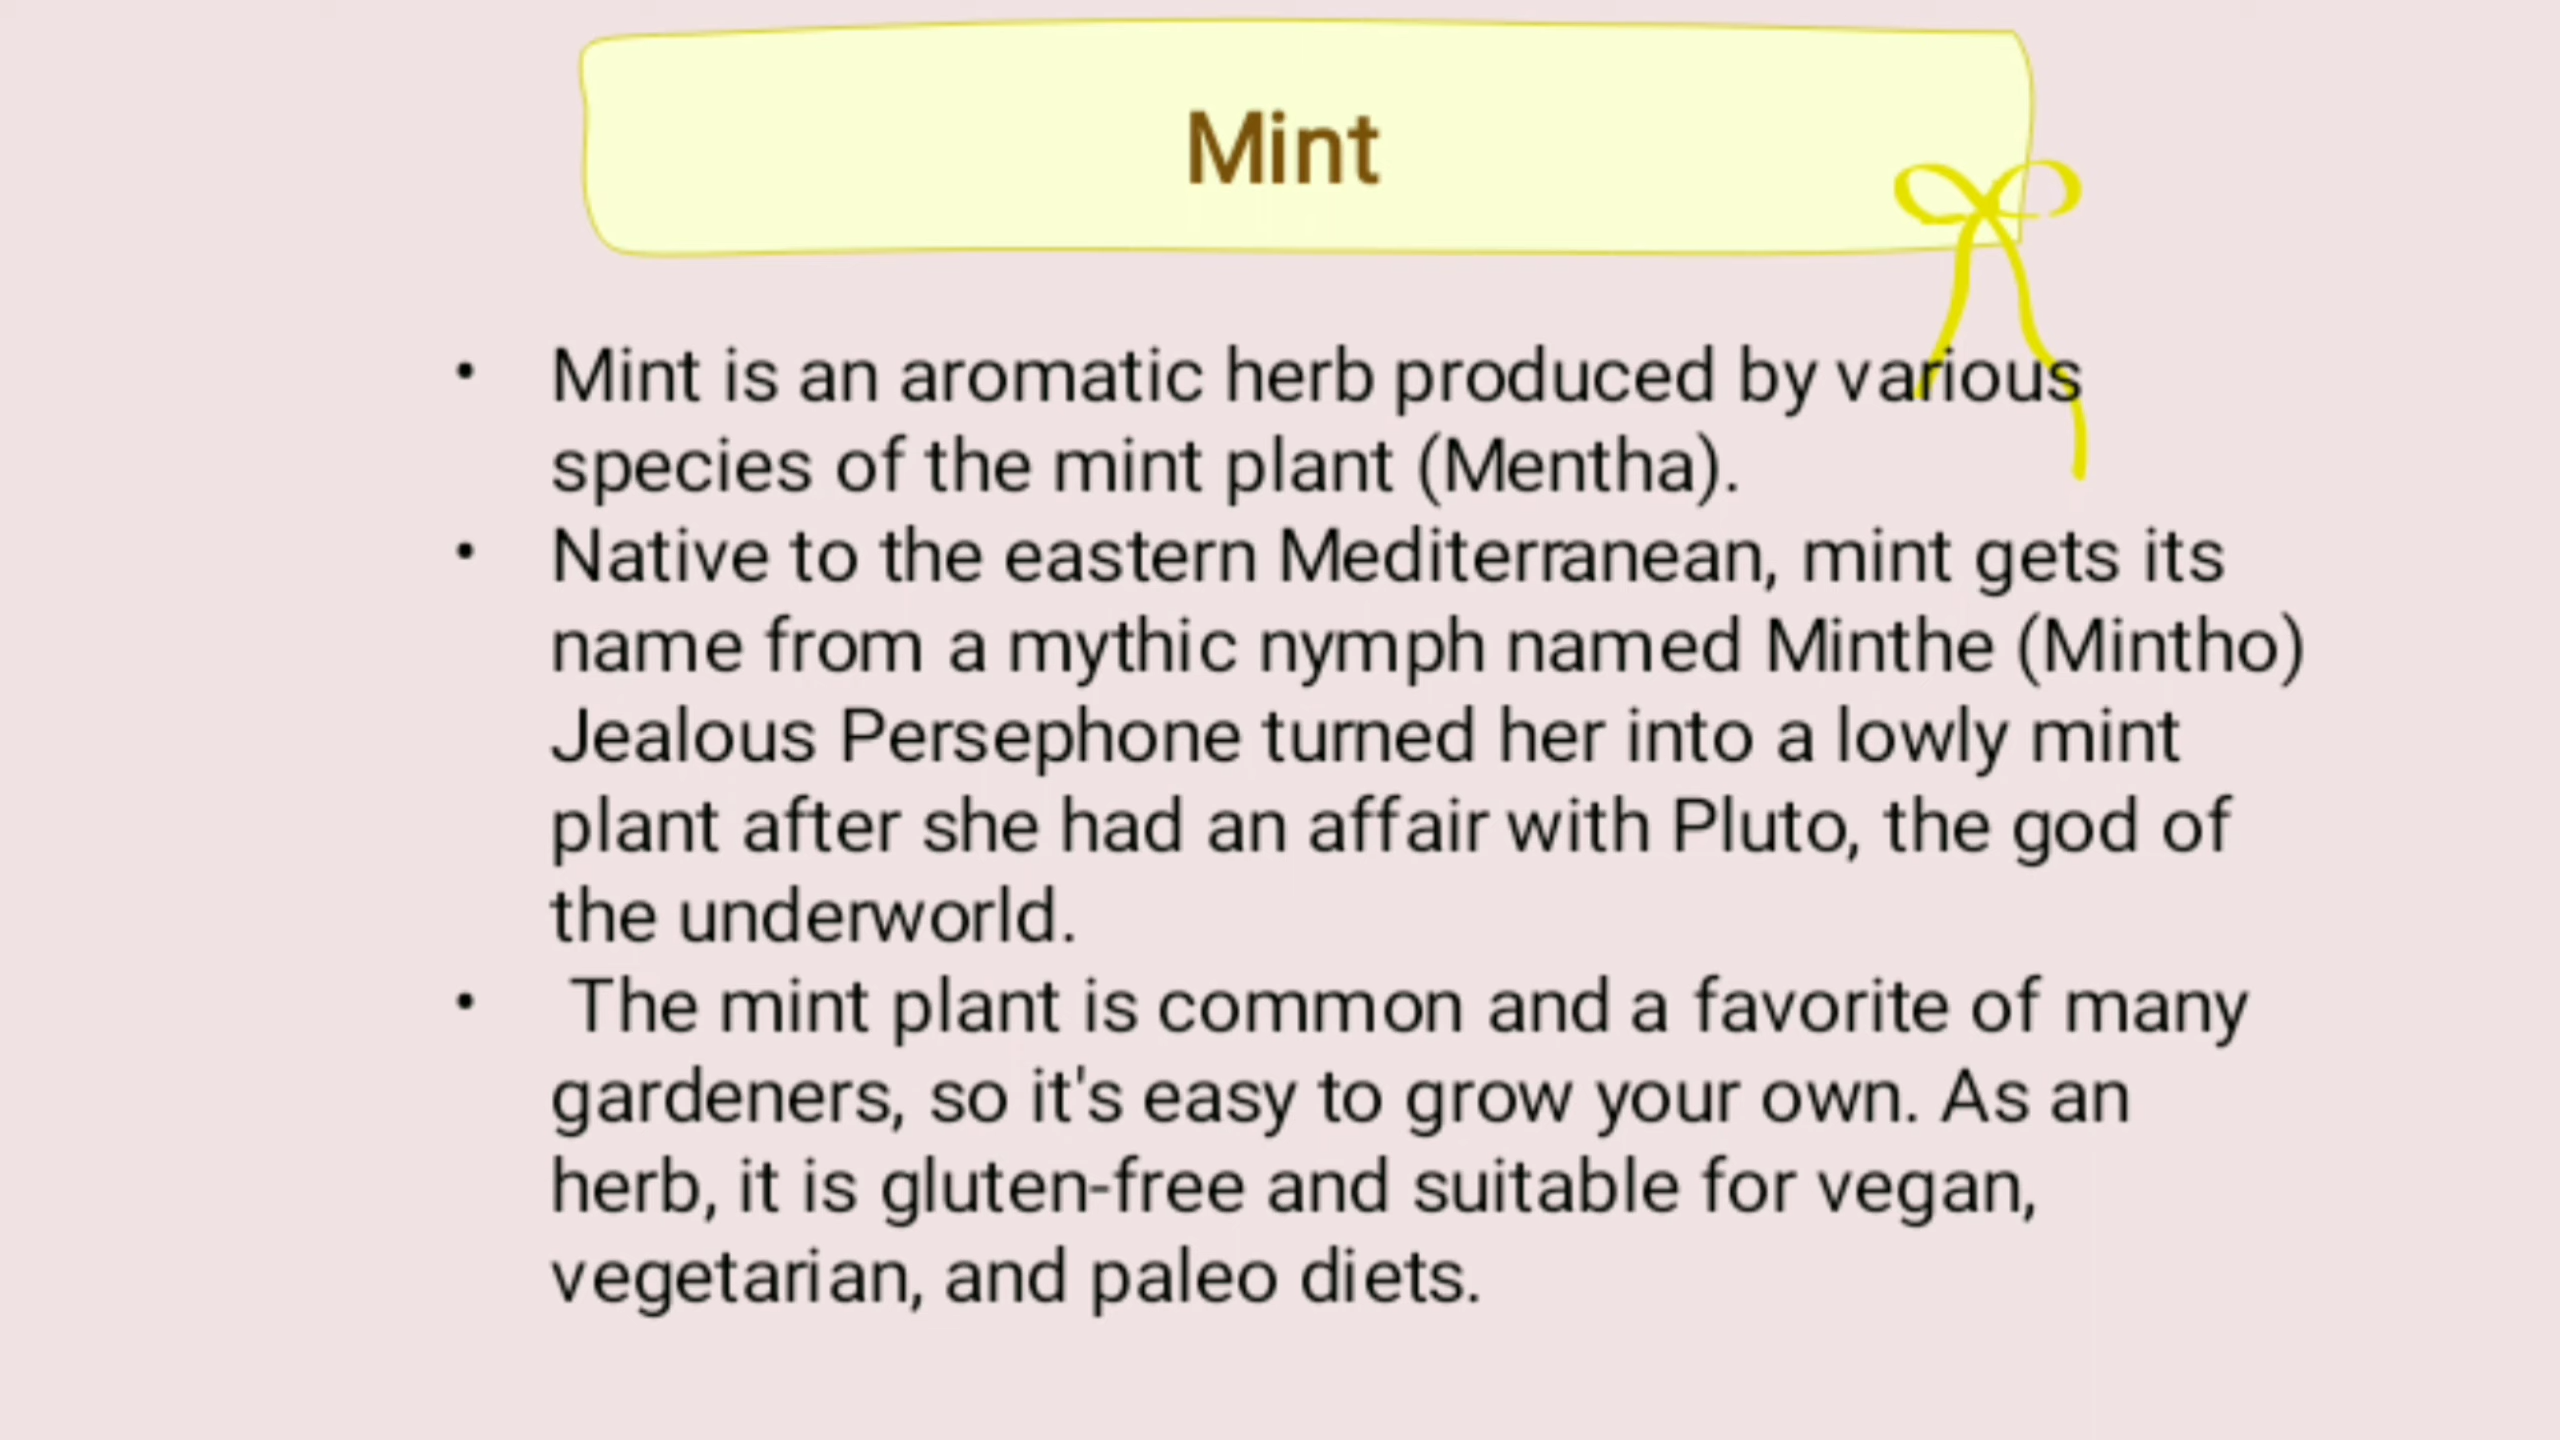 Mint
• Mint is an aromatic herb produced by various
species of the mint plant (Mentha).
• Native to the eastern Mediterranean, mint gets its
name from a mythic nymph named Minthe (Mintho)
Jealous Persephone turned her into a lowly mint
plant after she had an affair with Pluto, the god of
the underworld.
• The mint plant is common and a favorite of many
gardeners, so it's easy to grow your own. As an
herb, it is gluten-free and suitable for vegan,
vegetarian, and paleo diets.